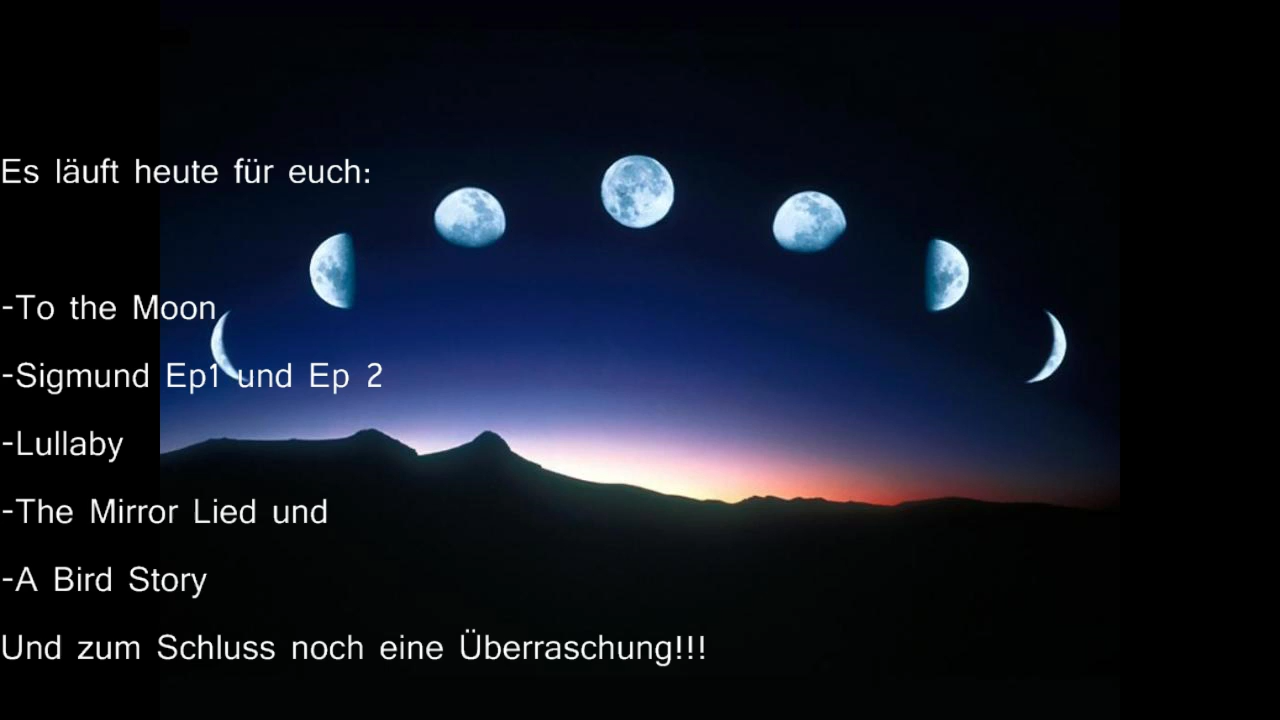 Es läuft heute für euch:
-To the Moon
-Sigmund Ep1 und Ep 2
-Lullaby
-The Mirror Lied und
-A Bird Story
Und zum Schluss noch eine Überraschung!!!